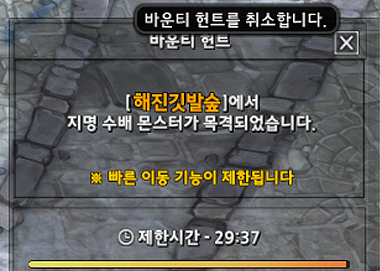 바운티 헌트를 취소합니다.
바운티 헌트
[해진깃발숲]에서
지명 수배 몬스터가 목격되었습니다.
※ 빠른 이동 기능이 제한됩니다
제한시간 - 29:37